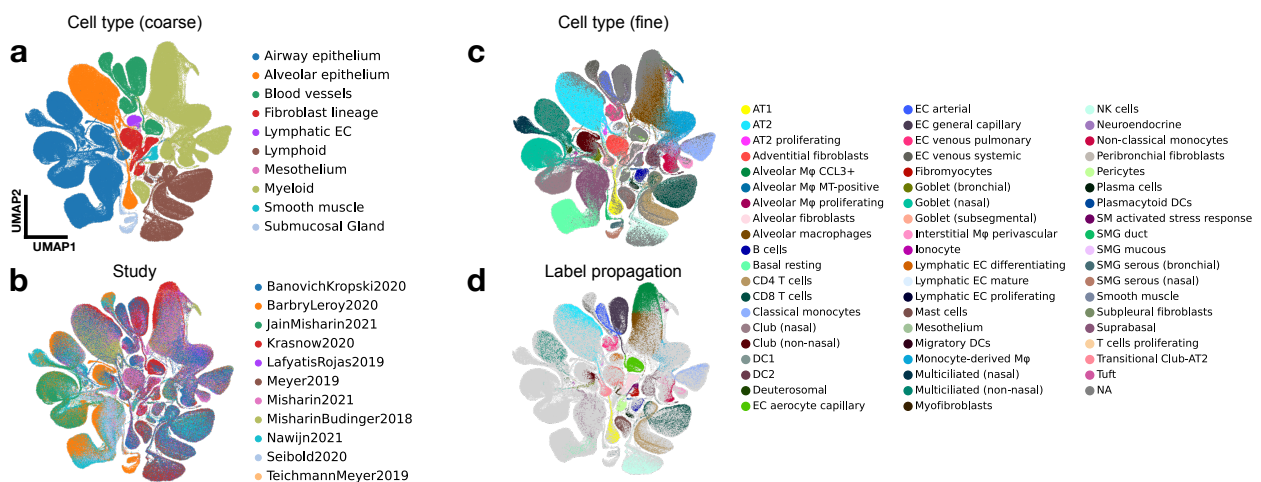 Cell type (coarse)
a
Airway epithelium
Alveolar epithelium
Blood vessels
Fibroblast lineage
Lymphatic EC
Lymphoid
Mesothelium
Myeloid
Smooth muscle
Submucosal Gland
UMAP2
UMAP1
b
Study
BanovichKropski2020
BarbryLeroy2020
JainMisharin2021
Krasnow2020
LafyatisRojas2019
Meyer2019
Misharin2021
MisharinBudinger2018
Nawijn2021
Seibold2020
TeichmannMeyer2019
Cell type (fine)
c
Label propagation
d
AT1
AT2
AT2 proliferating
Adventitial fibroblasts
Alveolar Mφ CCL3+
Alveolar Mφ MT-positive
Alveolar Mφ proliferating
Alveolar fibroblasts
Alveolar macrophages
B cells
Basal resting
CD4 T cells
CD8 T cells
Classical monocytes
Club (nasal)
Club (non-nasal)
DC1
DC2
Deuterosomal
EC aerocyte capillary
EC arterial
EC general capillary
EC venous pulmonary
EC venous systemic
Fibromyocytes
Goblet (bronchial)
Goblet (nasal)
Goblet (subsegmental)
Interstitial Mφ perivascular
Ionocyte
Lymphatic EC differentiating
Lymphatic EC mature
Lymphatic EC proliferating
Mast cells
Mesothelium
Migratory DCs
Monocyte-derived Mφ
Multiciliated (nasal)
Multiciliated (non-nasal)
Myofibroblasts
NK cells
Neuroendocrine
Non-classical monocytes
Peribronchial fibroblasts
Pericytes
Plasma cells
Plasmacytoid DCs
SM activated stress response
SMG duct
SMG mucous
SMG serous (bronchial)
SMG serous (nasal)
Smooth muscle
Subpleural fibroblasts
Suprabasal
T cells proliferating
Transitional Club-AT2
Tuft
NA